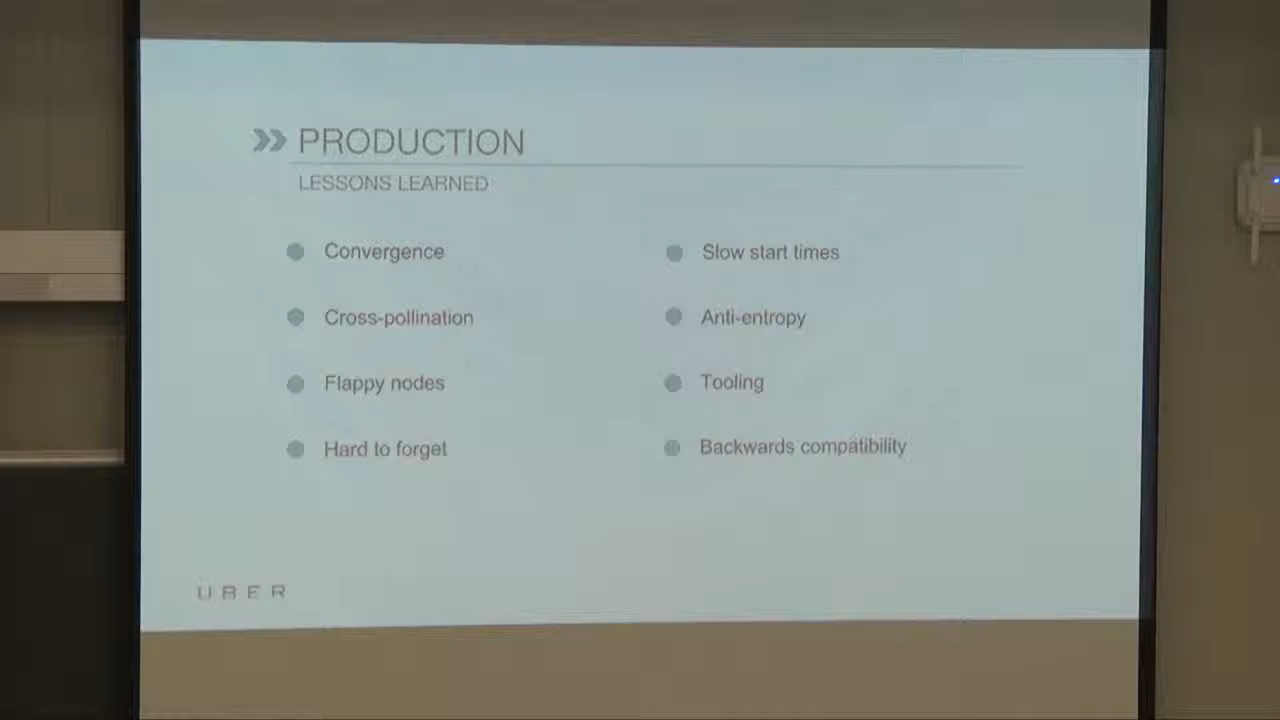 PRODUCTION
LESSONS LEARNED
Convergence
Cross-pollination
Flappy nodes
Hard to forget
Slow start times
Anti-entropy
Tooling
Backwards compatibility
UBER